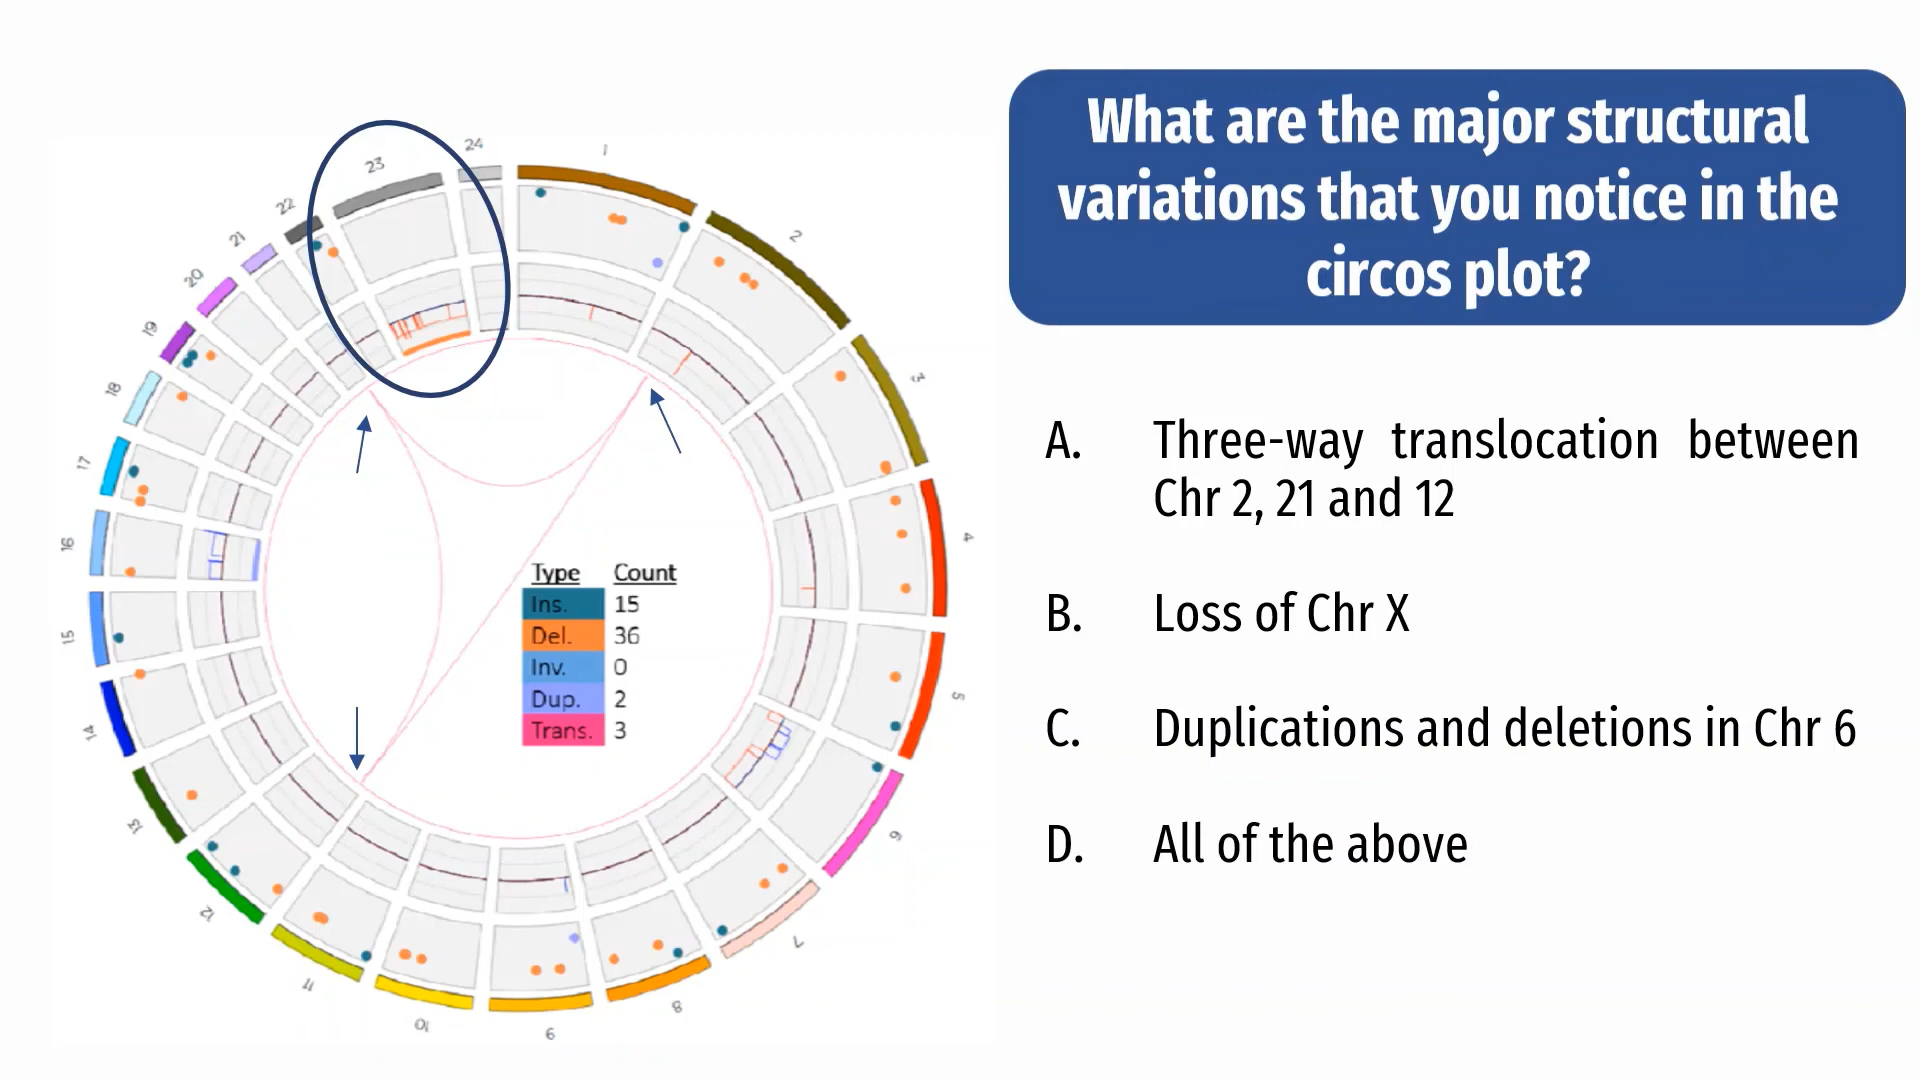 What are the major structural
variations that you notice in the
circos plot?
A. Three-way translocation between
Chr 2, 21 and 12
B. Loss of Chr X
C. Duplications and deletions in Chr 6
D. All of the above
Type Count
Ins. 15
Del. 36
Inv. 0
Dup. 2
Trans. 3
1
2
3
4
5
6
7
8
9
10
11
12
13
14
15
16
17
18
19
20
21
22
23
24